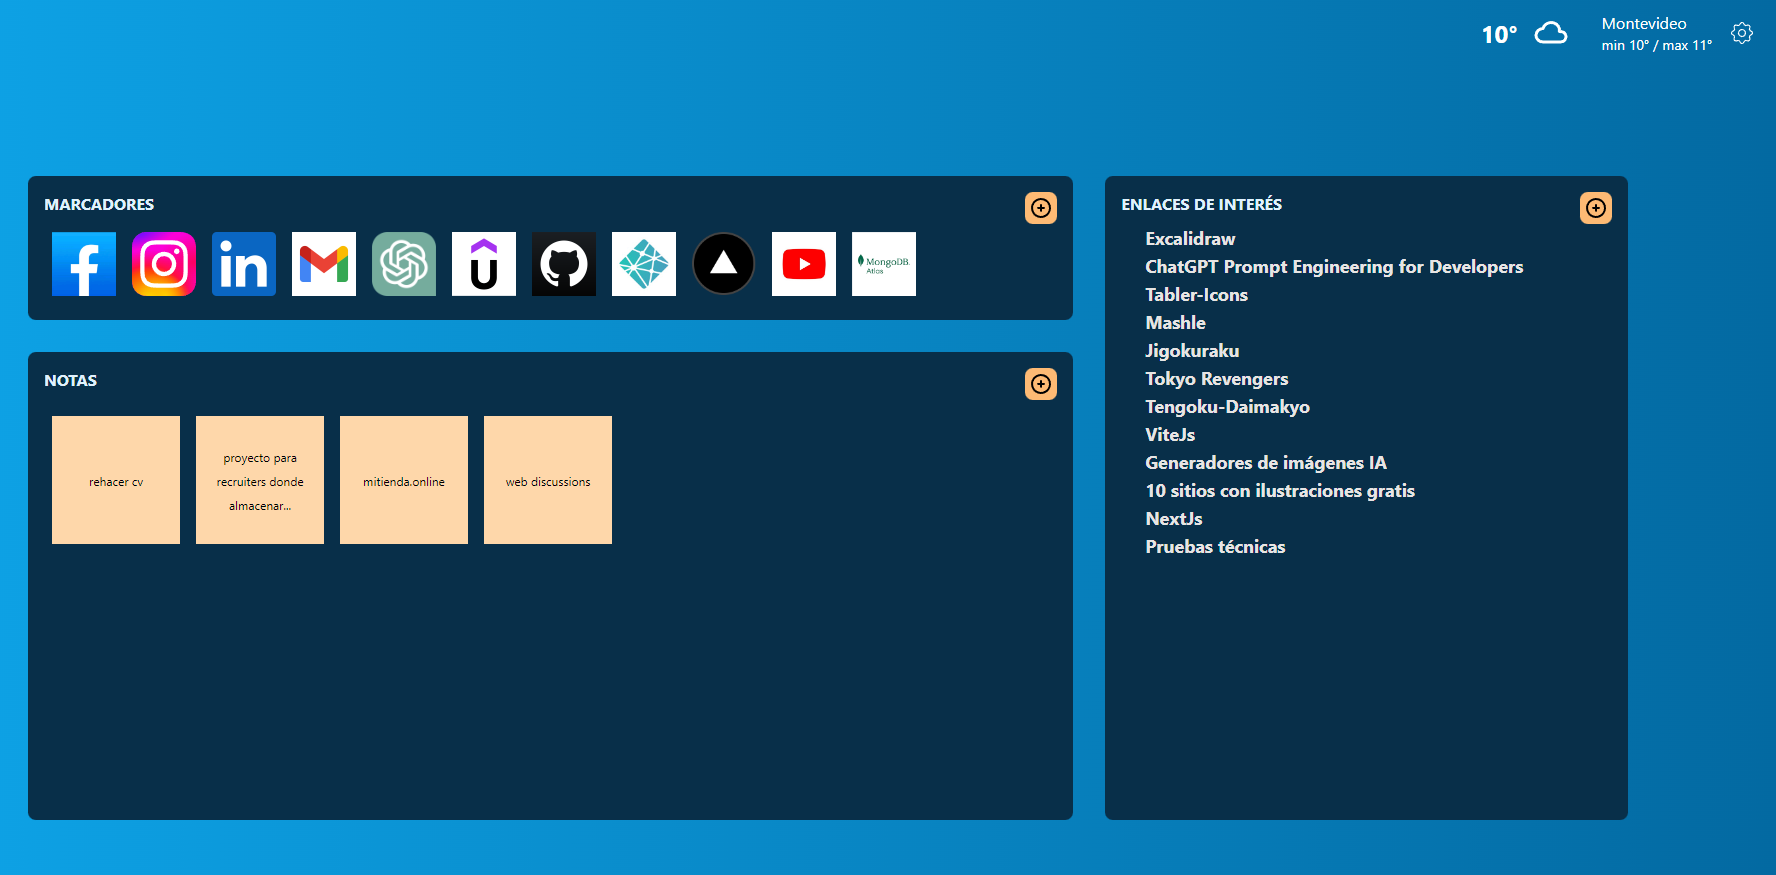 10°
Montevideo
min 10° / max 11°
MARCADORES
MongoDB.
Atlas
NOTAS
rehacer cv
proyecto para
recruiters donde
almacenar...
mitienda.online
web discussions
ENLACES DE INTERÉS
Excalidraw
ChatGPT Prompt Engineering for Developers
Tabler-Icons
Mashle
Jigokuraku
Tokyo Revengers
Tengoku-Daimakyo
ViteJs
Generadores de imágenes IA
10 sitios con ilustraciones gratis
NextJs
Pruebas técnicas